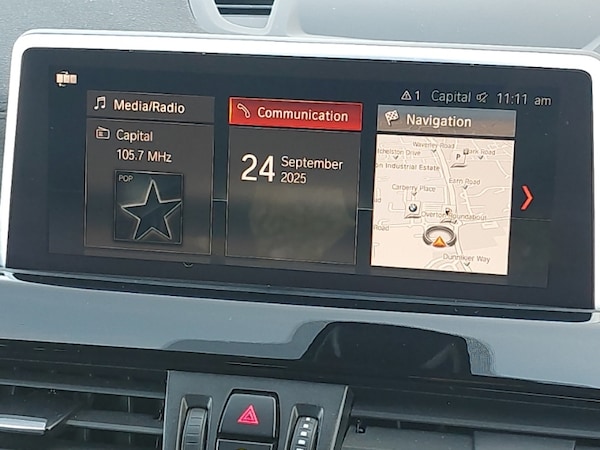 1 Capital 11:11 am
Media/Radio
Capital
105.7 MHz
POP
Communication
24 September
2025
Navigation
Waverley Road
Park Road
P
Industrial Estate
Earn Road
Carberry Place
Overton Roundabout
Road
Dunnikier Way